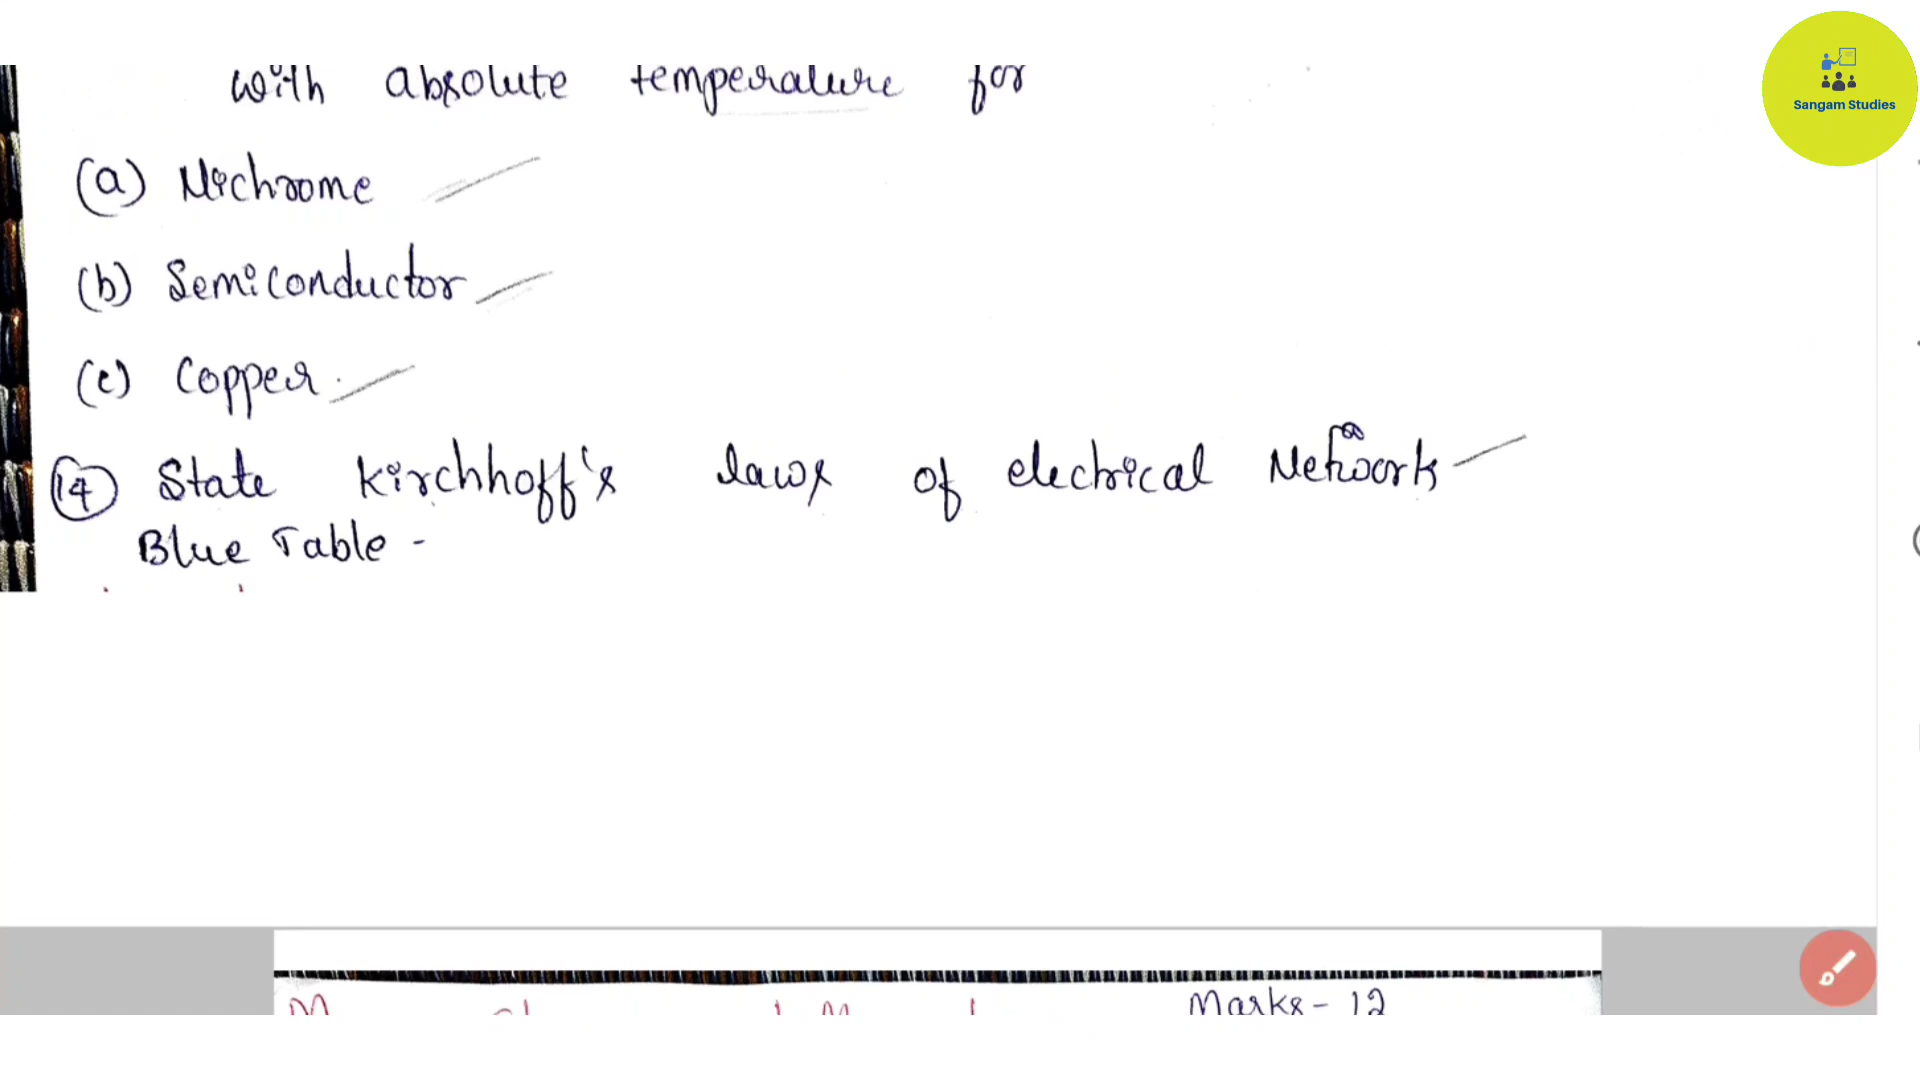 with absolute temperature for
Sangam Studies
(a) Nichrome
(b) Semiconductor
(c) Copper.
(14) State Kirchhoff's laws of electrical Network
Blue Table -
Marks - 12